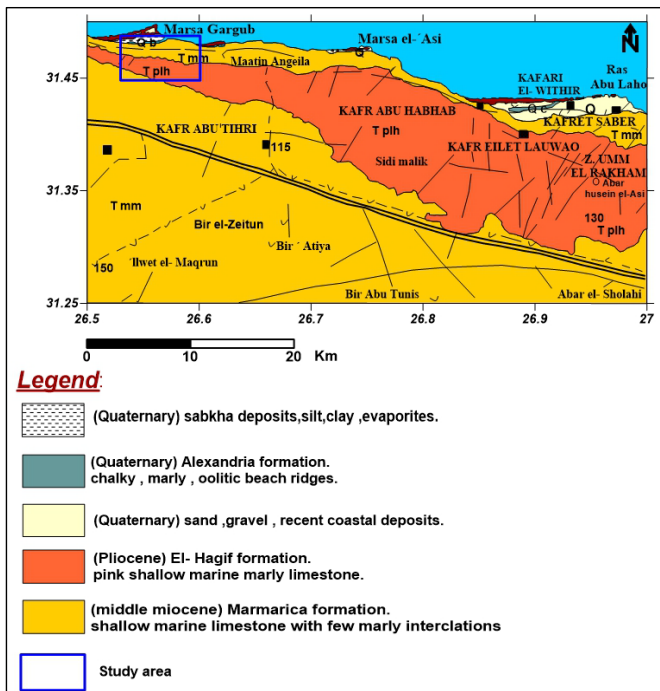 Marsa Gargub
Marsa el-´Asi
N
Q b
T mm
Maatin Angeila
Q
T plh
31.45
KAFARI
El- WITHIR
Ras
Abu Laho
KAFR ABU HABHAB
Q e
Q
KAFRET SABER
T mm
KAFR ABU'TIHRI
T plh
KAFR EILET LAUWAO
115
Sidi malik
Z. UMM
EL RAKHAM
Abar
husein el-Asi
31.35
T mm
Bir el-Zeitun
130
T plh
Bir ´Atiya
'Ilwet el- Maqrun
150
Bir Abu Tunis
Abar el- Sholahi
31.25
26.5 26.6 26.7 26.8 26.9 27
0 10 20 Km
Legend:
(Quaternary) sabkha deposits,silt,clay ,evaporites.
(Quaternary) Alexandria formation.
chalky , marly , oolitic beach ridges.
(Quaternary) sand ,gravel , recent coastal deposits.
(Pliocene) El- Hagif formation.
pink shallow marine marly limestone.
(middle miocene) Marmarica formation.
shallow marine limestone with few marly interclations
Study area